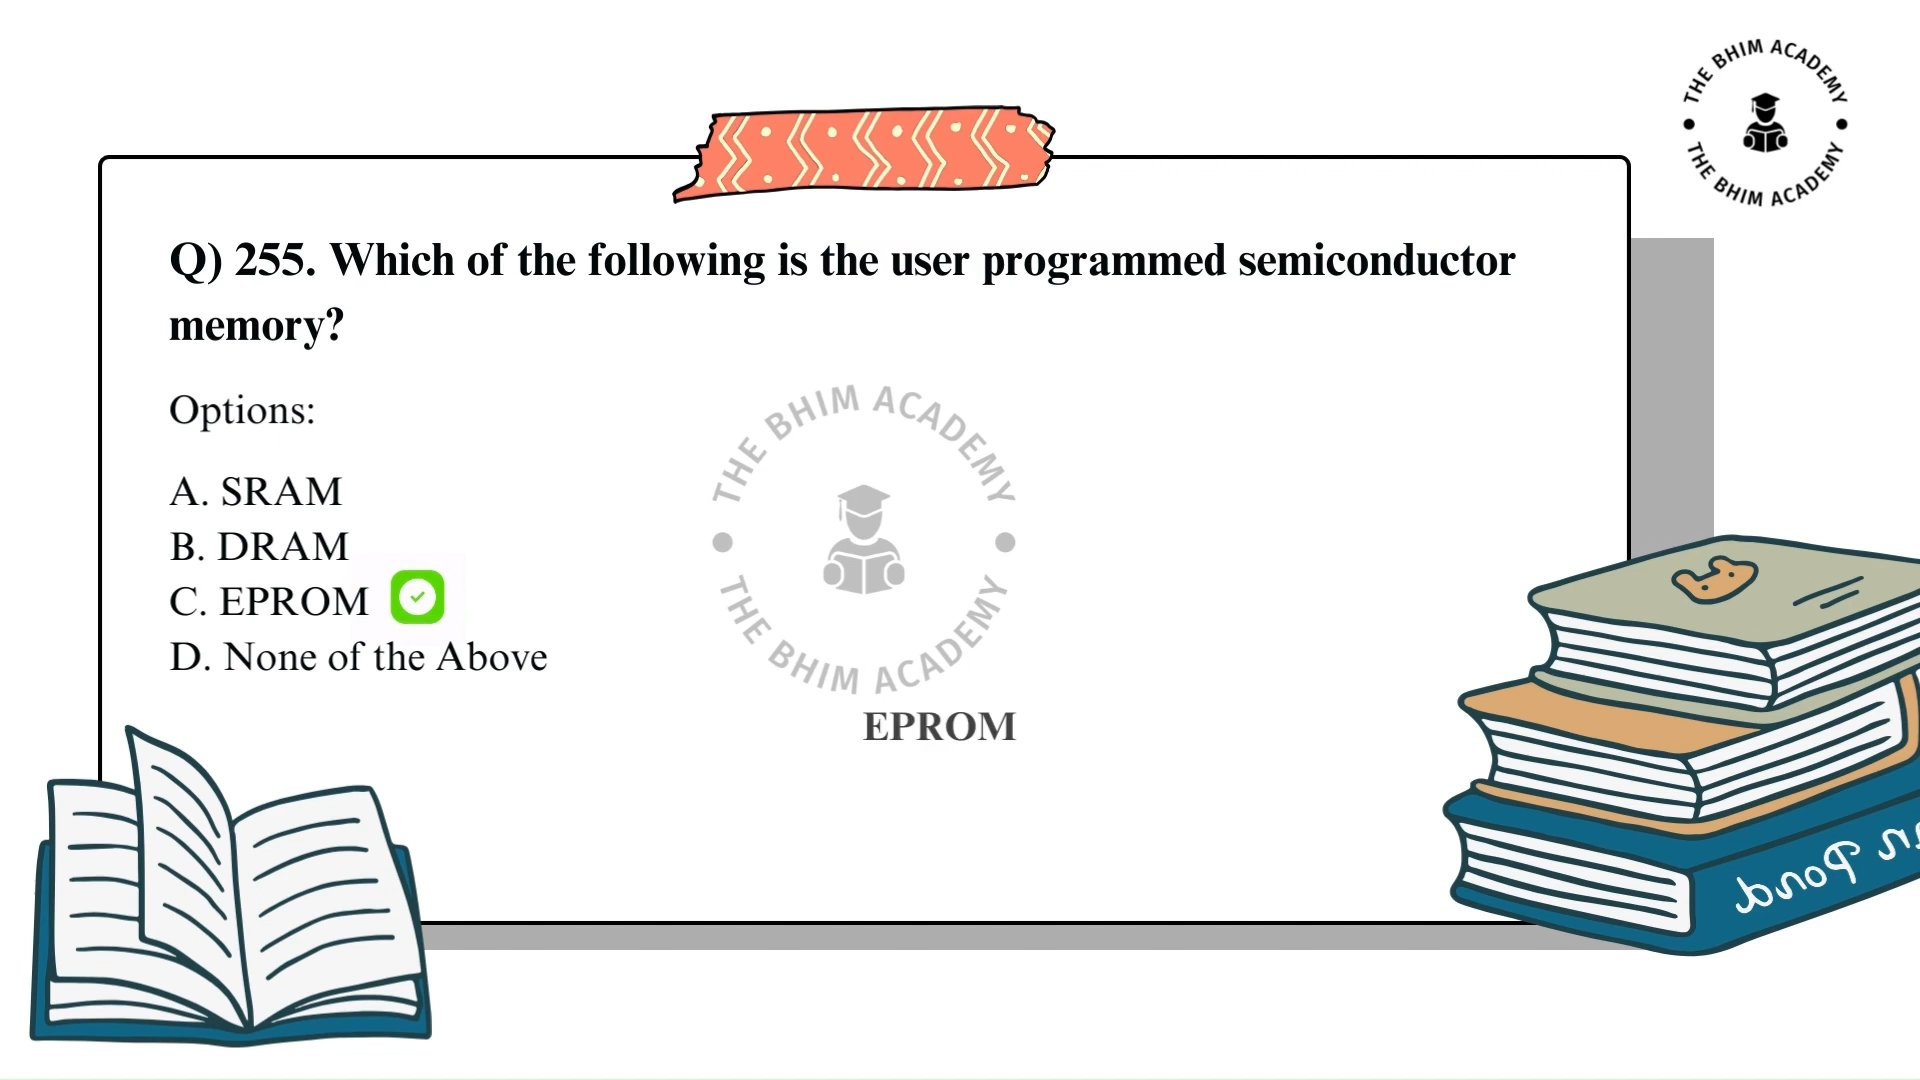 THE BHIM ACADEMY
THE BHIM ACADEMY
Q) 255. Which of the following is the user programmed semiconductor
memory?
Options:
A. SRAM
B. DRAM
C. EPROM
D. None of the Above
THE BHIM ACADEMY
THE BHIM ACADEMY
EPROM
Pond